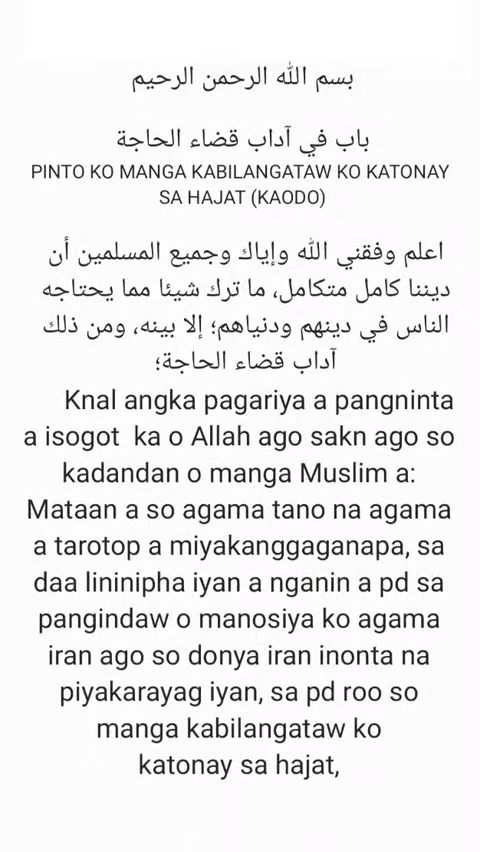 بسم الله الرحمن الرحيم
باب في آداب قضاء الحاجة
PINTO KO MANGA KABILANGATAW KO KATONAY
SA HAJAT (KAODO)
اعلم وفقني الله وإياك وجميع المسلمين أن
ديننا كامل متكامل، ما ترك شيئا مما يحتاجه
الناس في دينهم ودنياهم؛ إلا بينه، ومن ذلك
آداب قضاء الحاجة؛
Knal angka pagariya a pangninta
a isogot ka o Allah ago sakn ago so
kadandan o manga Muslim a:
Mataan a so agama tano na agama
a tarotop a miyakanggaganapa, sa
daa lininipha iyan a nganin a pd sa
pangindaw o manosiya ko agama
iran ago so donya iran inonta na
piyakarayag iyan, sa pd roo so
manga kabilangataw ko
katonay sa hajat,